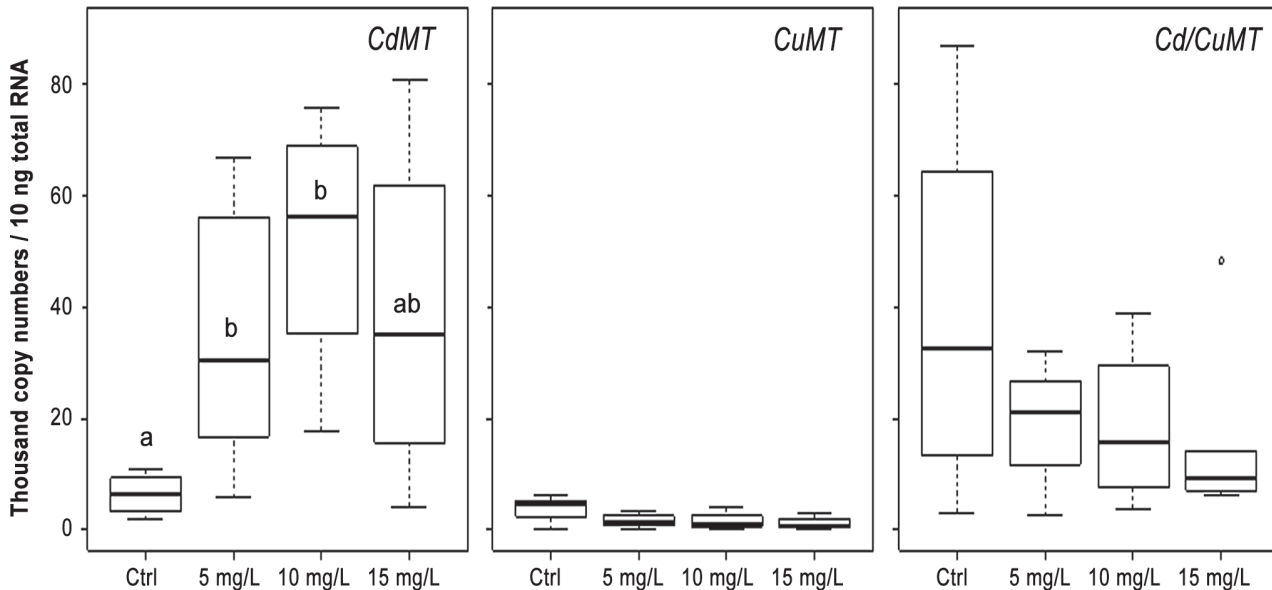 Thousand copy numbers / 10 ng total RNA
80
60
40
20
0
CdMT
a
b
b
ab
Ctrl 5 mg/L 10 mg/L 15 mg/L
CuMT
Ctrl 5 mg/L 10 mg/L 15 mg/L
Cd/CuMT
Ctrl 5 mg/L 10 mg/L 15 mg/L